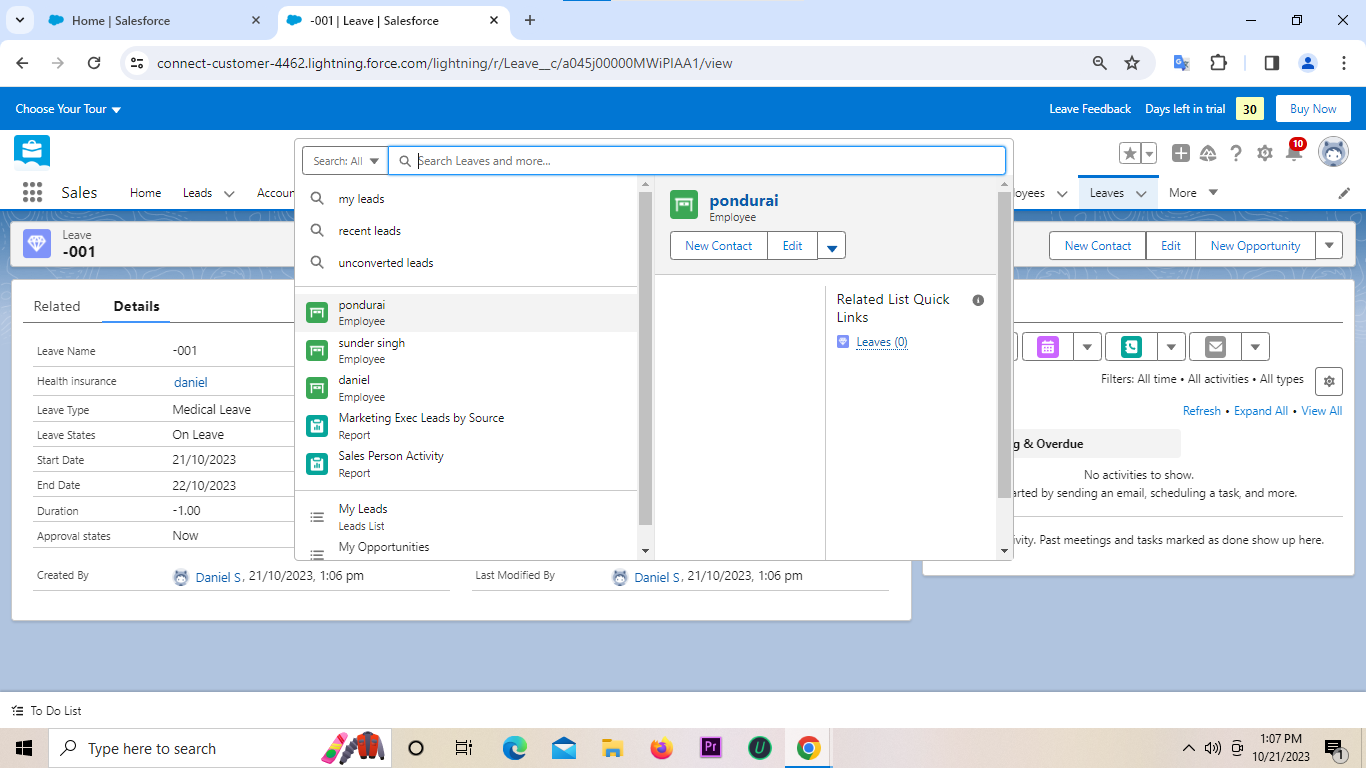 Home | Salesforce
-001 | Leave | Salesforce
connect-customer-4462.lightning.force.com/lightning/r/Leave__c/a045j00000MWiPIAA1/view
Choose Your Tour
Leave Feedback
Days left in trial
30
Buy Now
Search: All
Search Leaves and more...
10
Sales
Home
Leads
Accoun
oyees
Leaves
More
Leave
-001
New Contact
Edit
New Opportunity
my leads
recent leads
unconverted leads
pondurai
Employee
sunder singh
Employee
daniel
Employee
Marketing Exec Leads by Source
Report
Sales Person Activity
Report
My Leads
Leads List
My Opportunities
pondurai
Employee
New Contact
Edit
Related List Quick
Links
Leaves (0)
Related
Details
Leave Name
-001
Health insurance
daniel
Leave Type
Medical Leave
Leave States
On Leave
Start Date
21/10/2023
End Date
22/10/2023
Duration
-1.00
Approval states
Now
Created By
Daniel S, 21/10/2023, 1:06 pm
Last Modified By
Daniel S, 21/10/2023, 1:06 pm
Filters: All time • All activities • All types
Refresh • Expand All • View All
g & Overdue
No activities to show.
arted by sending an email, scheduling a task, and more.
ivity. Past meetings and tasks marked as done show up here.
To Do List
Type here to search
Pr
U
1:07 PM
10/21/2023
1